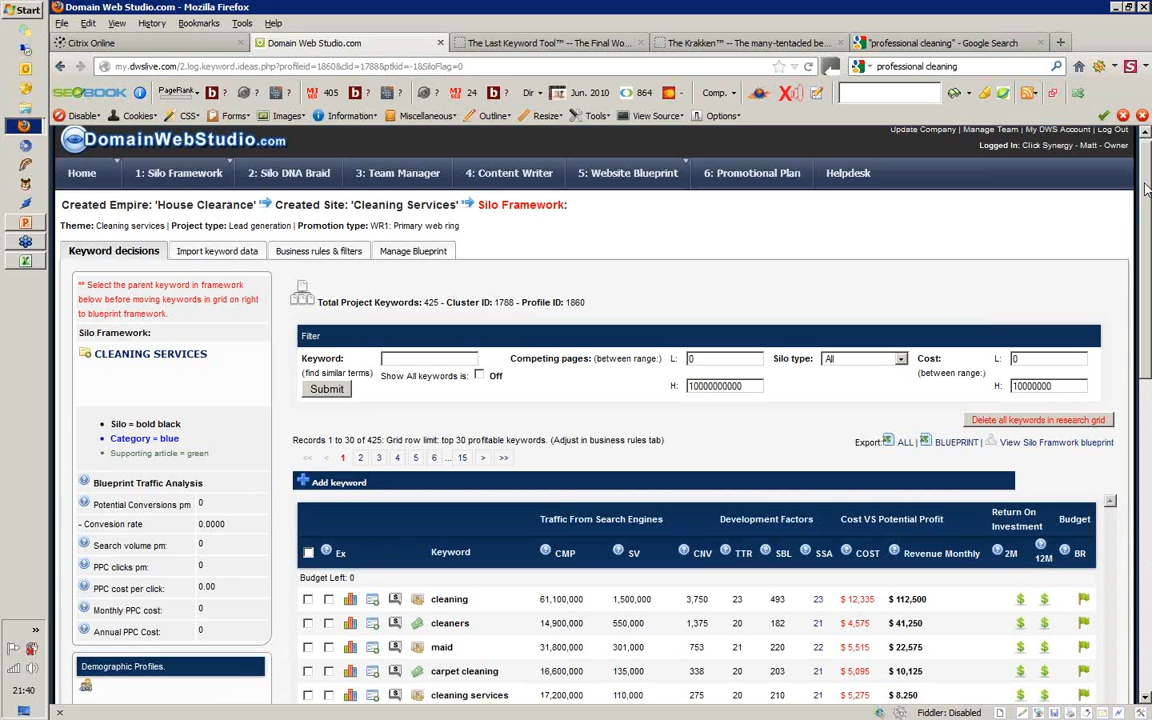 Start
Domain Web Studio.com - Mozilla Firefox
File Edit View History Bookmarks Tools Help
Citrix Online
Domain Web Studio.com
The Last Keyword Tool™ -- The Final Wo...
The Krakken™ -- The many-tentacled be...
"professional cleaning" - Google Search
my.dwslive.com/2.log.keyword.ideas.php?profileid=1860&clid=1788&ptkid=-1&SiloFlag=0
professional cleaning
SEOBOOK PageRank ? ? MJ 405 ? ? MJ 24 ? Dir Jun. 2010 864 - Comp.
Disable Cookies CSS Forms Images Information Miscellaneous Outline Resize Tools View Source Options
DomainWebStudio.com
Update Company | Manage Team | My DWS Account | Log Out
Logged In: Click Synergy - Matt - Owner
Home 1: Silo Framework 2: Silo DNA Braid 3: Team Manager 4: Content Writer 5: Website Blueprint 6: Promotional Plan Helpdesk
Created Empire: 'House Clearance' Created Site: 'Cleaning Services' Silo Framework:
Theme: Cleaning services | Project type: Lead generation | Promotion type: WR1: Primary web ring
Keyword decisions Import keyword data Business rules & filters Manage Blueprint
** Select the parent keyword in framework
below before moving keywords in grid on right
to blueprint framework.
Silo Framework:
CLEANING SERVICES
Silo = bold black
Category = blue
Supporting article = green
Blueprint Traffic Analysis
Potential Conversions pm 0
- Convesion rate 0.0000
Search volume pm: 0
PPC clicks pm: 0
PPC cost per click: 0.00
Monthly PPC cost: 0
Annual PPC Cost: 0
Demographic Profiles.
Total Project Keywords: 425 - Cluster ID: 1788 - Profile ID: 1860
Filter
Keyword:
(find similar terms)
Show All keywords is: Off
Submit
Competing pages: (between range:) L: 0
H: 10000000000
Silo type: All
Cost:
(between range:)
L: 0
H: 10000000
Delete all keywords in research grid
Records 1 to 30 of 425: Grid row limit: top 30 profitable keywords. (Adjust in business rules tab)
Export: ALL | BLUEPRINT | View Silo Framwork blueprint
<< < 1 2 3 4 5 6 ... 15 > >>
Add keyword
Traffic From Search Engines Development Factors Cost VS Potential Profit Return On Investment Budget
Ex Keyword CMP SV CNV TTR SBL SSA COST Revenue Monthly 2M 12M BR
Budget Left: 0
cleaning 61,100,000 1,500,000 3,750 23 493 23 $ 12,335 $ 112,500
cleaners 14,900,000 550,000 1,375 20 182 21 $ 4,575 $ 41,250
maid 31,800,000 301,000 753 21 220 22 $ 5,515 $ 22,575
carpet cleaning 16,600,000 135,000 338 20 203 21 $ 5,095 $ 10,125
cleaning services 17,200,000 110,000 275 20 210 21 $ 5,275 $ 8,250
21:40
Fiddler: Disabled